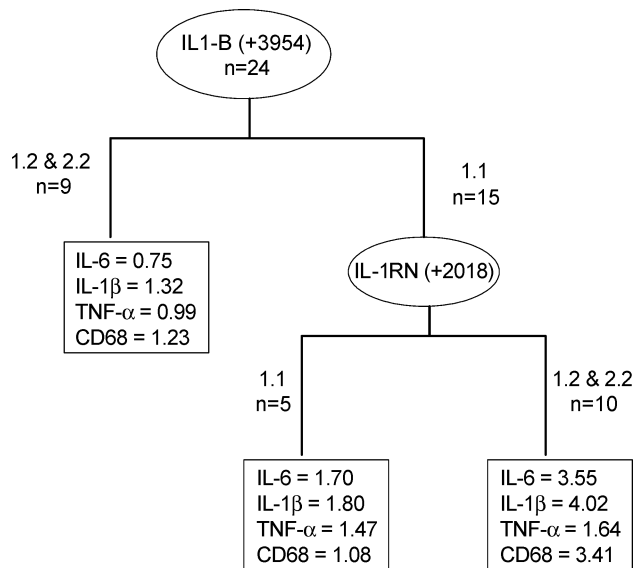 IL1-B (+3954)
n=24
1.2 & 2.2
n=9
1.1
n=15
IL-6 = 0.75
IL-1β = 1.32
TNF-α = 0.99
CD68 = 1.23
IL-1RN (+2018)
1.1
n=5
1.2 & 2.2
n=10
IL-6 = 1.70
IL-1β = 1.80
TNF-α = 1.47
CD68 = 1.08
IL-6 = 3.55
IL-1β = 4.02
TNF-α = 1.64
CD68 = 3.41